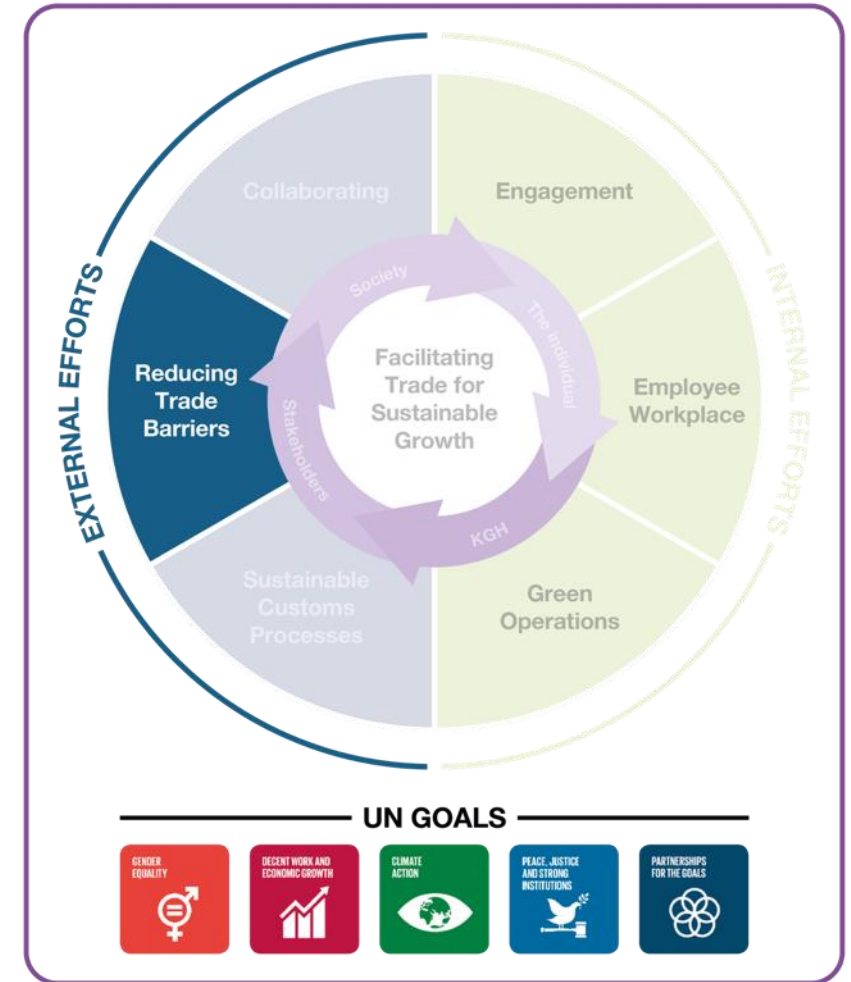 Collaborating
Engagement
EXTERNAL EFFORTS
INTERNAL EFFORTS
Society
The individual
Reducing
Trade
Barriers
Facilitating
Trade for
Sustainable
Growth
Employee
Workplace
Stakeholders
KGH
Sustainable
Customs
Processes
Green
Operations
UN GOALS
GENDER
EQUALITY
DECENT WORK AND
ECONOMIC GROWTH
CLIMATE
ACTION
PEACE, JUSTICE
AND STRONG
INSTITUTIONS
PARTNERSHIPS
FOR THE GOALS